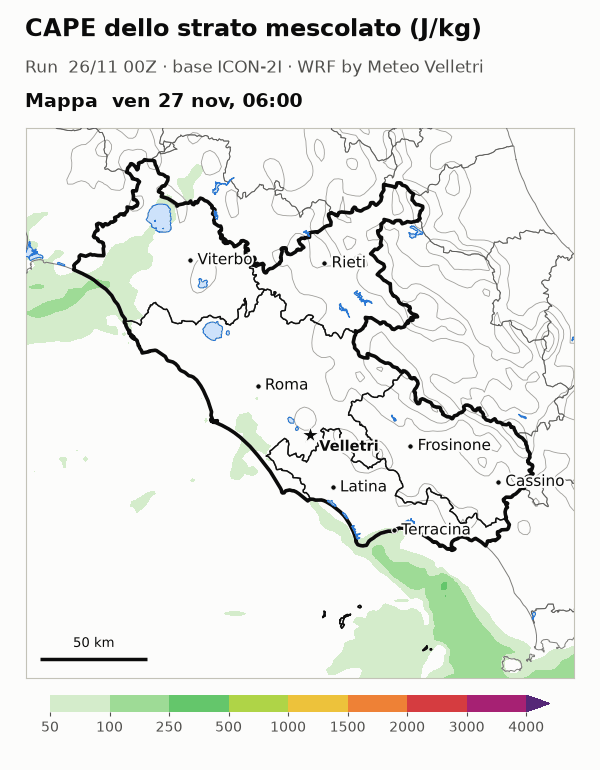 CAPE dello strato mescolato (J/kg)
Run  26/11 00Z · base ICON-2I · WRF by Meteo Velletri
Mappa  ven 27 nov, 06:00
Viterbo
Rieti
Roma
Velletri
Frosinone
Cassino
Latina
Terracina
50 km
50 100 250 500 1000 1500 2000 3000 4000